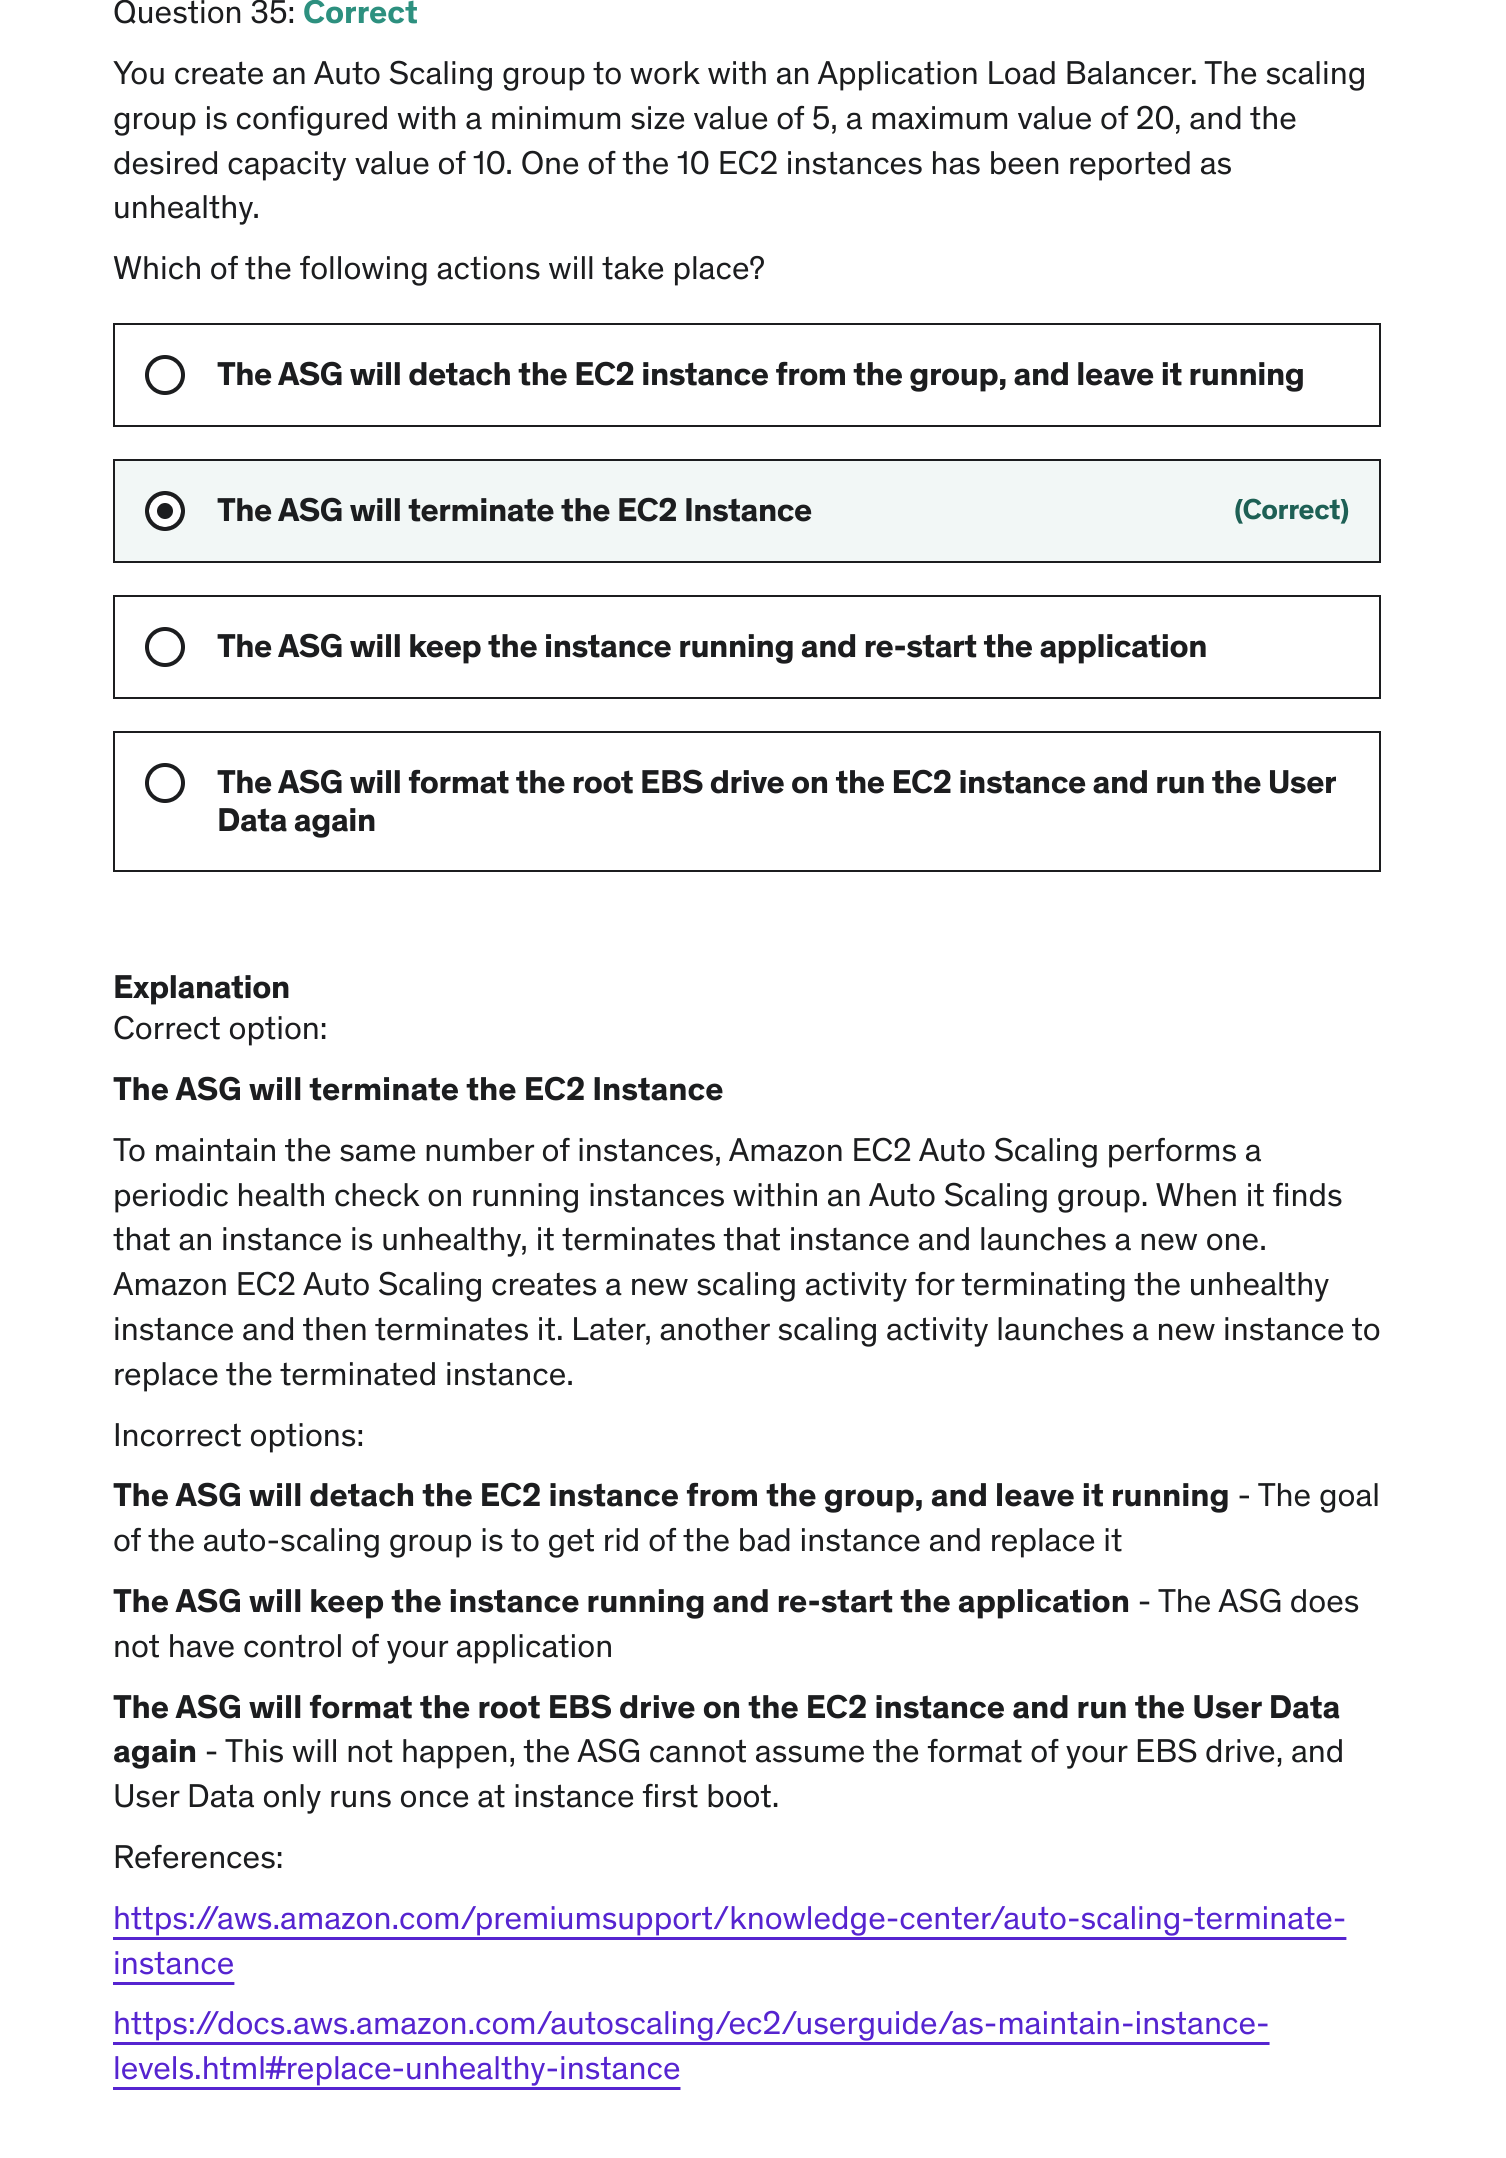 Question 35: Correct
You create an Auto Scaling group to work with an Application Load Balancer. The scaling
group is configured with a minimum size value of 5, a maximum value of 20, and the
desired capacity value of 10. One of the 10 EC2 instances has been reported as
unhealthy.
Which of the following actions will take place?
The ASG will detach the EC2 instance from the group, and leave it running
The ASG will terminate the EC2 Instance (Correct)
The ASG will keep the instance running and re-start the application
The ASG will format the root EBS drive on the EC2 instance and run the User
Data again
Explanation
Correct option:
The ASG will terminate the EC2 Instance
To maintain the same number of instances, Amazon EC2 Auto Scaling performs a
periodic health check on running instances within an Auto Scaling group. When it finds
that an instance is unhealthy, it terminates that instance and launches a new one.
Amazon EC2 Auto Scaling creates a new scaling activity for terminating the unhealthy
instance and then terminates it. Later, another scaling activity launches a new instance to
replace the terminated instance.
Incorrect options:
The ASG will detach the EC2 instance from the group, and leave it running - The goal
of the auto-scaling group is to get rid of the bad instance and replace it
The ASG will keep the instance running and re-start the application - The ASG does
not have control of your application
The ASG will format the root EBS drive on the EC2 instance and run the User Data
again - This will not happen, the ASG cannot assume the format of your EBS drive, and
User Data only runs once at instance first boot.
References:
https://aws.amazon.com/premiumsupport/knowledge-center/auto-scaling-terminate-
instance
https://docs.aws.amazon.com/autoscaling/ec2/userguide/as-maintain-instance-
levels.html#replace-unhealthy-instance